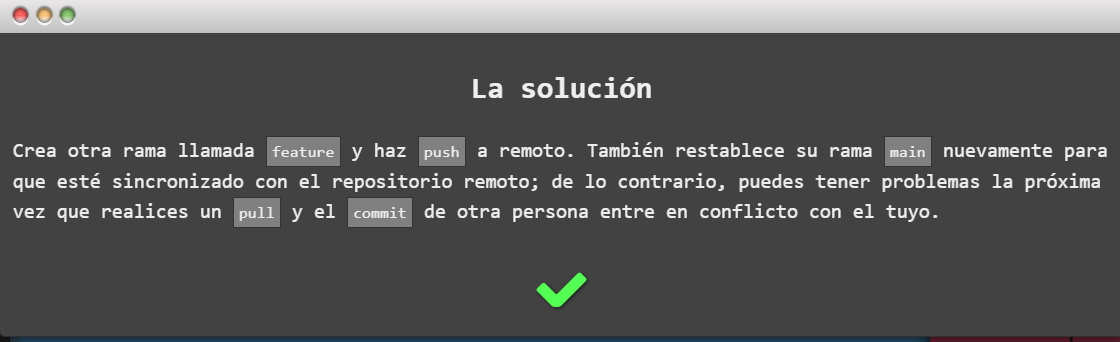 La solución
Crea otra rama llamada feature y haz push a remoto. También restablece su rama main nuevamente para
que esté sincronizado con el repositorio remoto; de lo contrario, puedes tener problemas la próxima
vez que realices un pull y el commit de otra persona entre en conflicto con el tuyo.